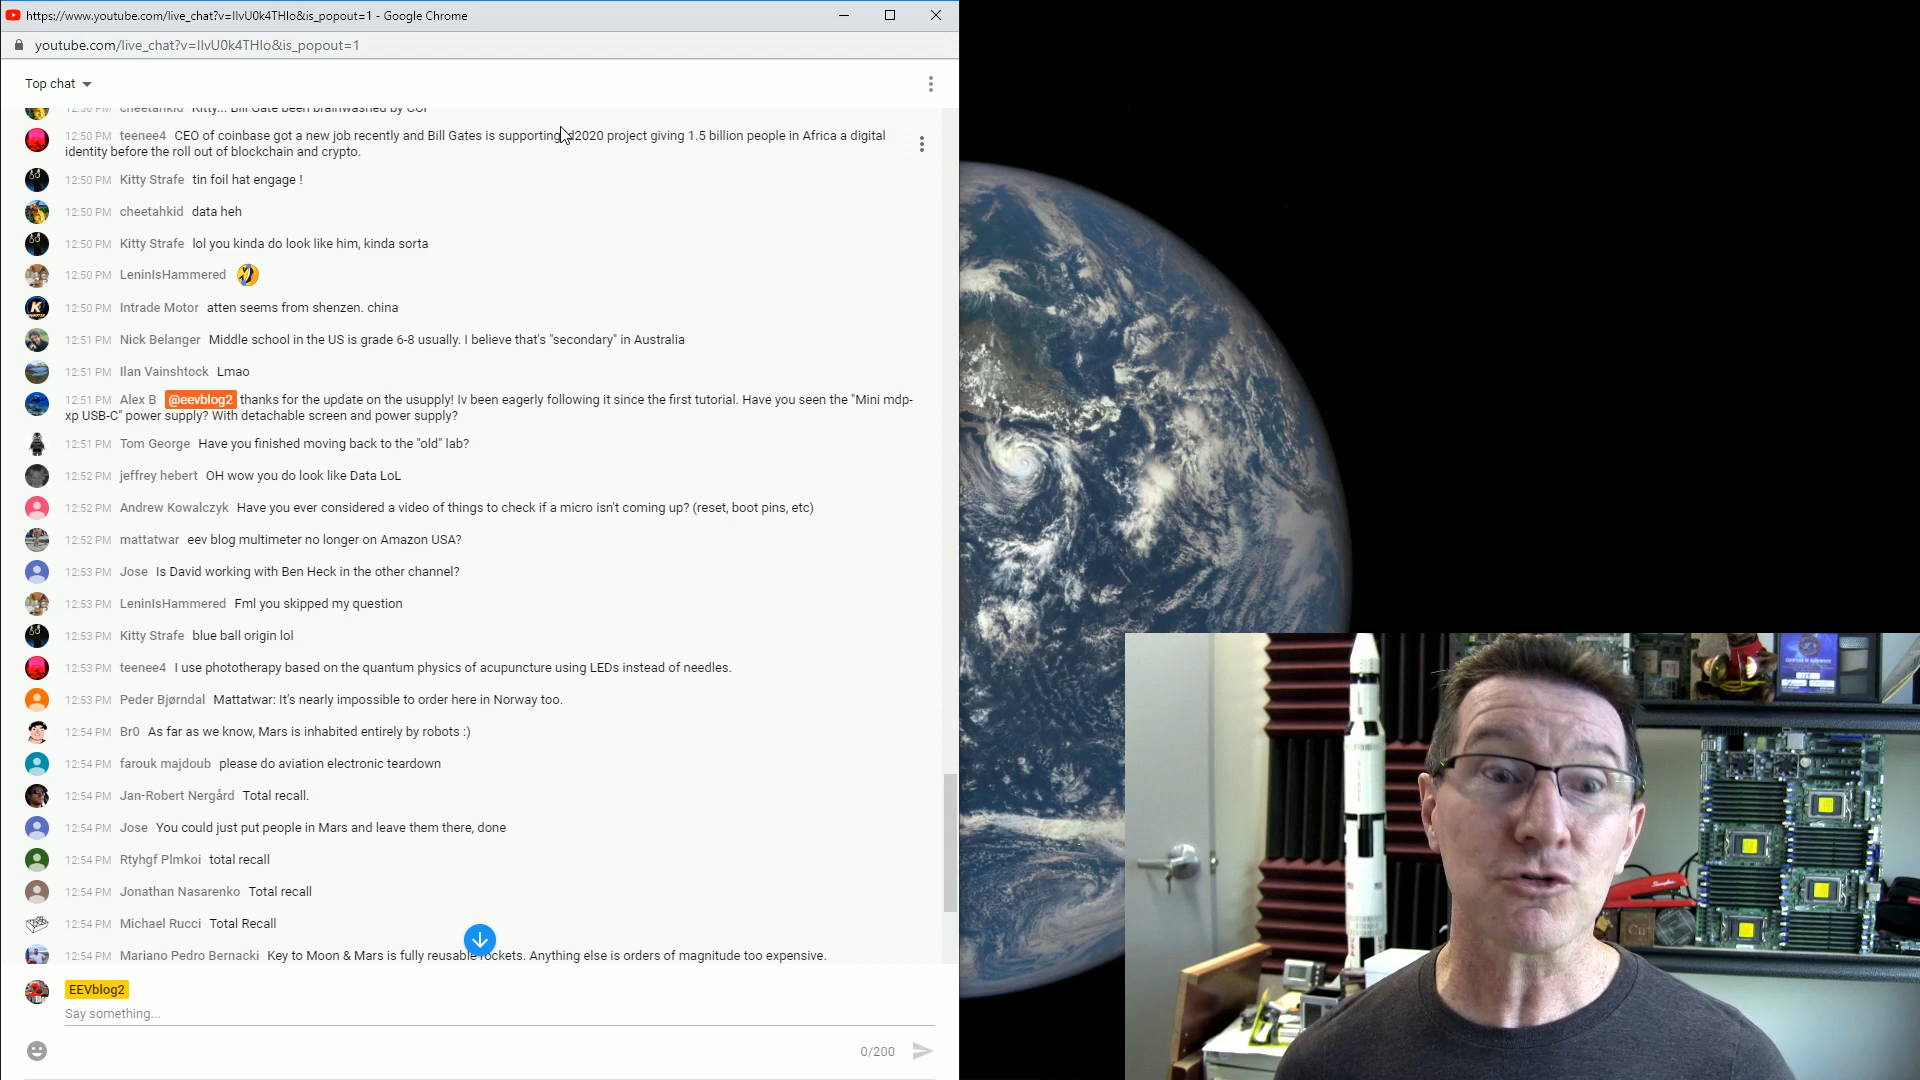 https://www.youtube.com/live_chat?v=IlvU0k4THlo&is_popout=1 - Google Chrome
youtube.com/live_chat?v=IlvU0k4THlo&is_popout=1
Top chat
12:50 PM cheetahkid Kitty... Bill Gate been brainwashed by CCP
12:50 PM teenee4 CEO of coinbase got a new job recently and Bill Gates is supporting id2020 project giving 1.5 billion people in Africa a digital
identity before the roll out of blockchain and crypto.
12:50 PM Kitty Strafe tin foil hat engage !
12:50 PM cheetahkid data heh
12:50 PM Kitty Strafe lol you kinda do look like him, kinda sorta
12:50 PM LeninIsHammered 🤣
12:50 PM Intrade Motor atten seems from shenzen. china
12:51 PM Nick Belanger Middle school in the US is grade 6-8 usually. I believe that's "secondary" in Australia
12:51 PM Ilan Vainshtock Lmao
12:51 PM Alex B @eevblog2 thanks for the update on the usupply! Iv been eagerly following it since the first tutorial. Have you seen the "Mini mdp-
xp USB-C" power supply? With detachable screen and power supply?
12:51 PM Tom George Have you finished moving back to the "old" lab?
12:52 PM jeffrey hebert OH wow you do look like Data LoL
12:52 PM Andrew Kowalczyk Have you ever considered a video of things to check if a micro isn't coming up? (reset, boot pins, etc)
12:52 PM mattatwar eev blog multimeter no longer on Amazon USA?
12:53 PM Jose Is David working with Ben Heck in the other channel?
12:53 PM LeninIsHammered Fml you skipped my question
12:53 PM Kitty Strafe blue ball origin lol
12:53 PM teenee4 I use phototherapy based on the quantum physics of acupuncture using LEDs instead of needles.
12:53 PM Peder Bjørndal Mattatwar: It's nearly impossible to order here in Norway too.
12:54 PM Br0 As far as we know, Mars is inhabited entirely by robots :)
12:54 PM farouk majdoub please do aviation electronic teardown
12:54 PM Jan-Robert Nergård Total recall.
12:54 PM Jose You could just put people in Mars and leave them there, done
12:54 PM Rtyhgf Plmkoi total recall
12:54 PM Jonathan Nasarenko Total recall
12:54 PM Michael Rucci Total Recall
12:54 PM Mariano Pedro Bernacki Key to Moon & Mars is fully reusable rockets. Anything else is orders of magnitude too expensive.
EEVblog2
Say something...
0/200